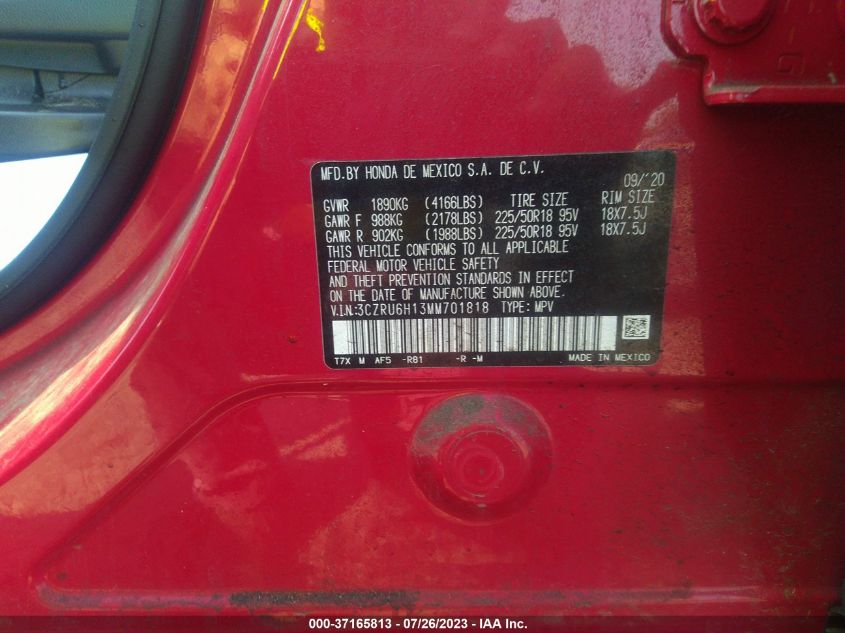 MFD.BY HONDA DE MEXICO S.A. DE C.V.
09/'20
GVWR 1890KG (4166LBS) TIRE SIZE RIM SIZE
GAWR F 988KG (2178LBS) 225/50R18 95V 18X7.5J
GAWR R 902KG (1988LBS) 225/50R18 95V 18X7.5J
THIS VEHICLE CONFORMS TO ALL APPLICABLE
FEDERAL MOTOR VEHICLE SAFETY
AND THEFT PREVENTION STANDARDS IN EFFECT
ON THE DATE OF MANUFACTURE SHOWN ABOVE.
V.I.N:3CZRU6H13MM701818 TYPE: MPV
T7X M AF5 -R81 -R -M MADE IN MEXICO
000-37165813 - 07/26/2023 - IAA Inc.